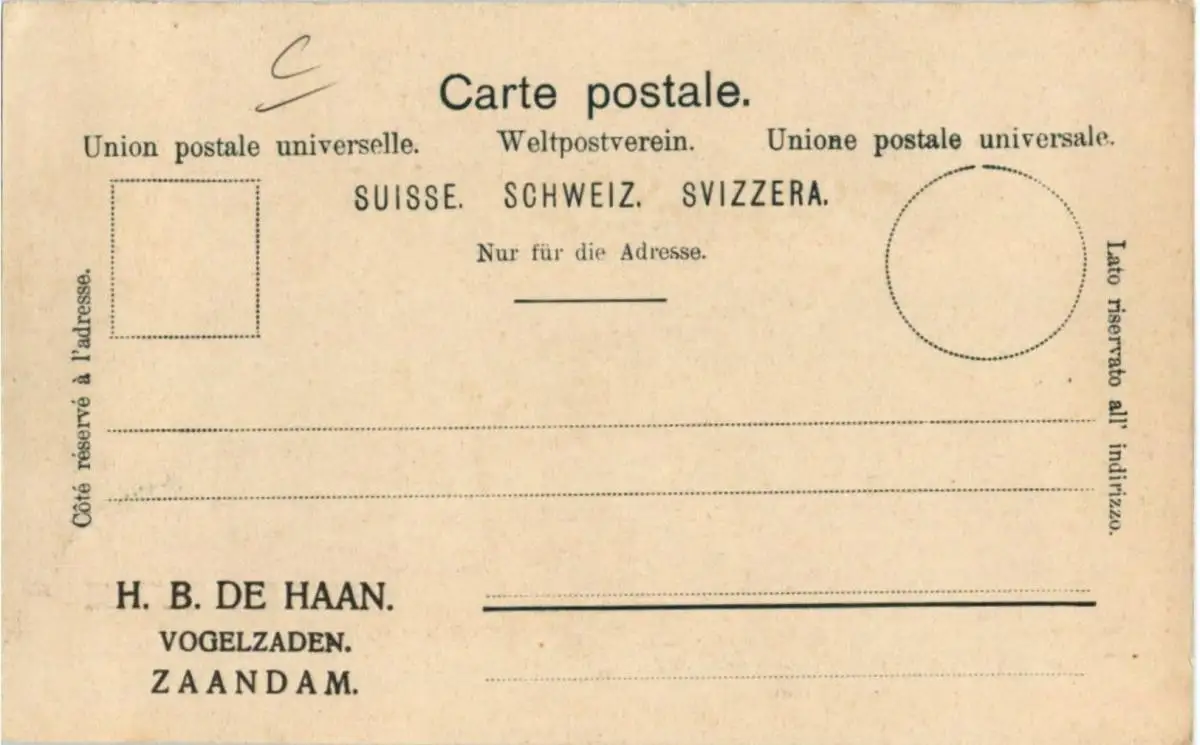 Carte postale.
Union postale universelle. Weltpostverein. Unione postale universale.
SUISSE. SCHWEIZ. SVIZZERA.
Nur für die Adresse.
Côté réservé à l'adresse.
Lato riservato all' indirizzo.
H. B. DE HAAN.
VOGELZADEN.
ZAANDAM.